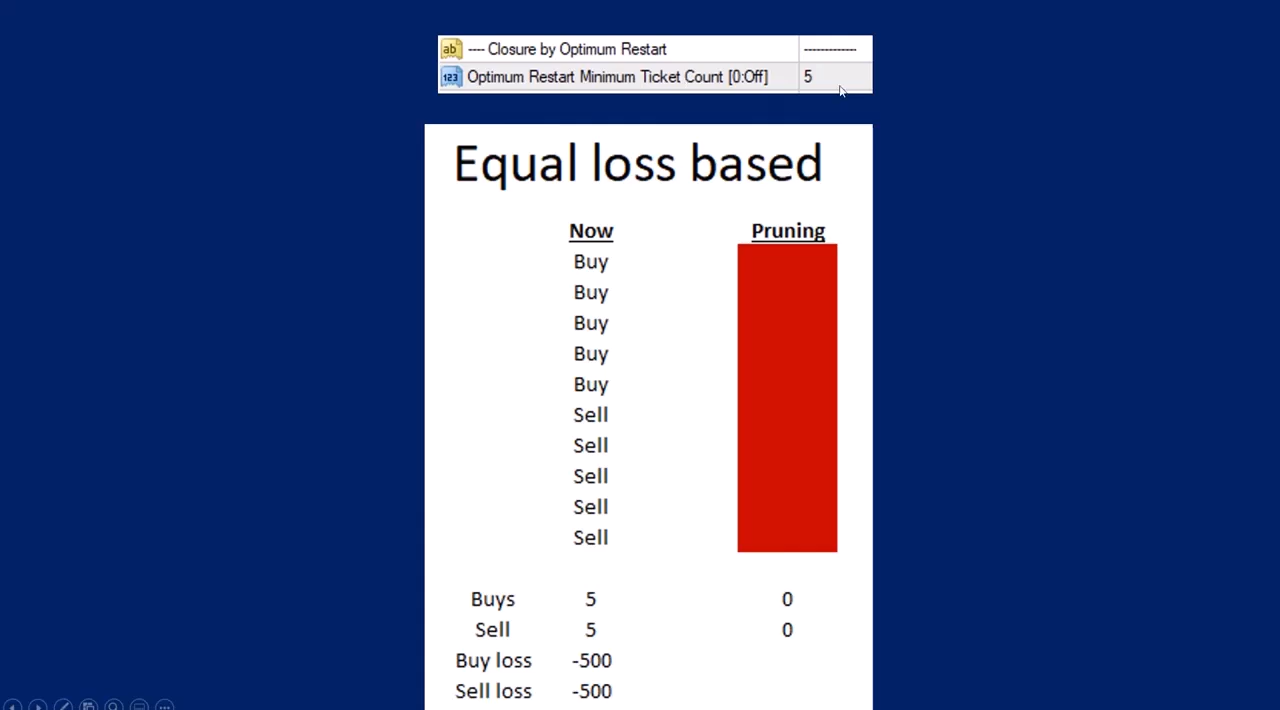 ab ---- Closure by Optimum Restart -------------
123 Optimum Restart Minimum Ticket Count [0:Off] 5
Equal loss based
Now Pruning
Buy
Buy
Buy
Buy
Buy
Sell
Sell
Sell
Sell
Sell
Buys 5 0
Sell 5 0
Buy loss -500
Sell loss -500